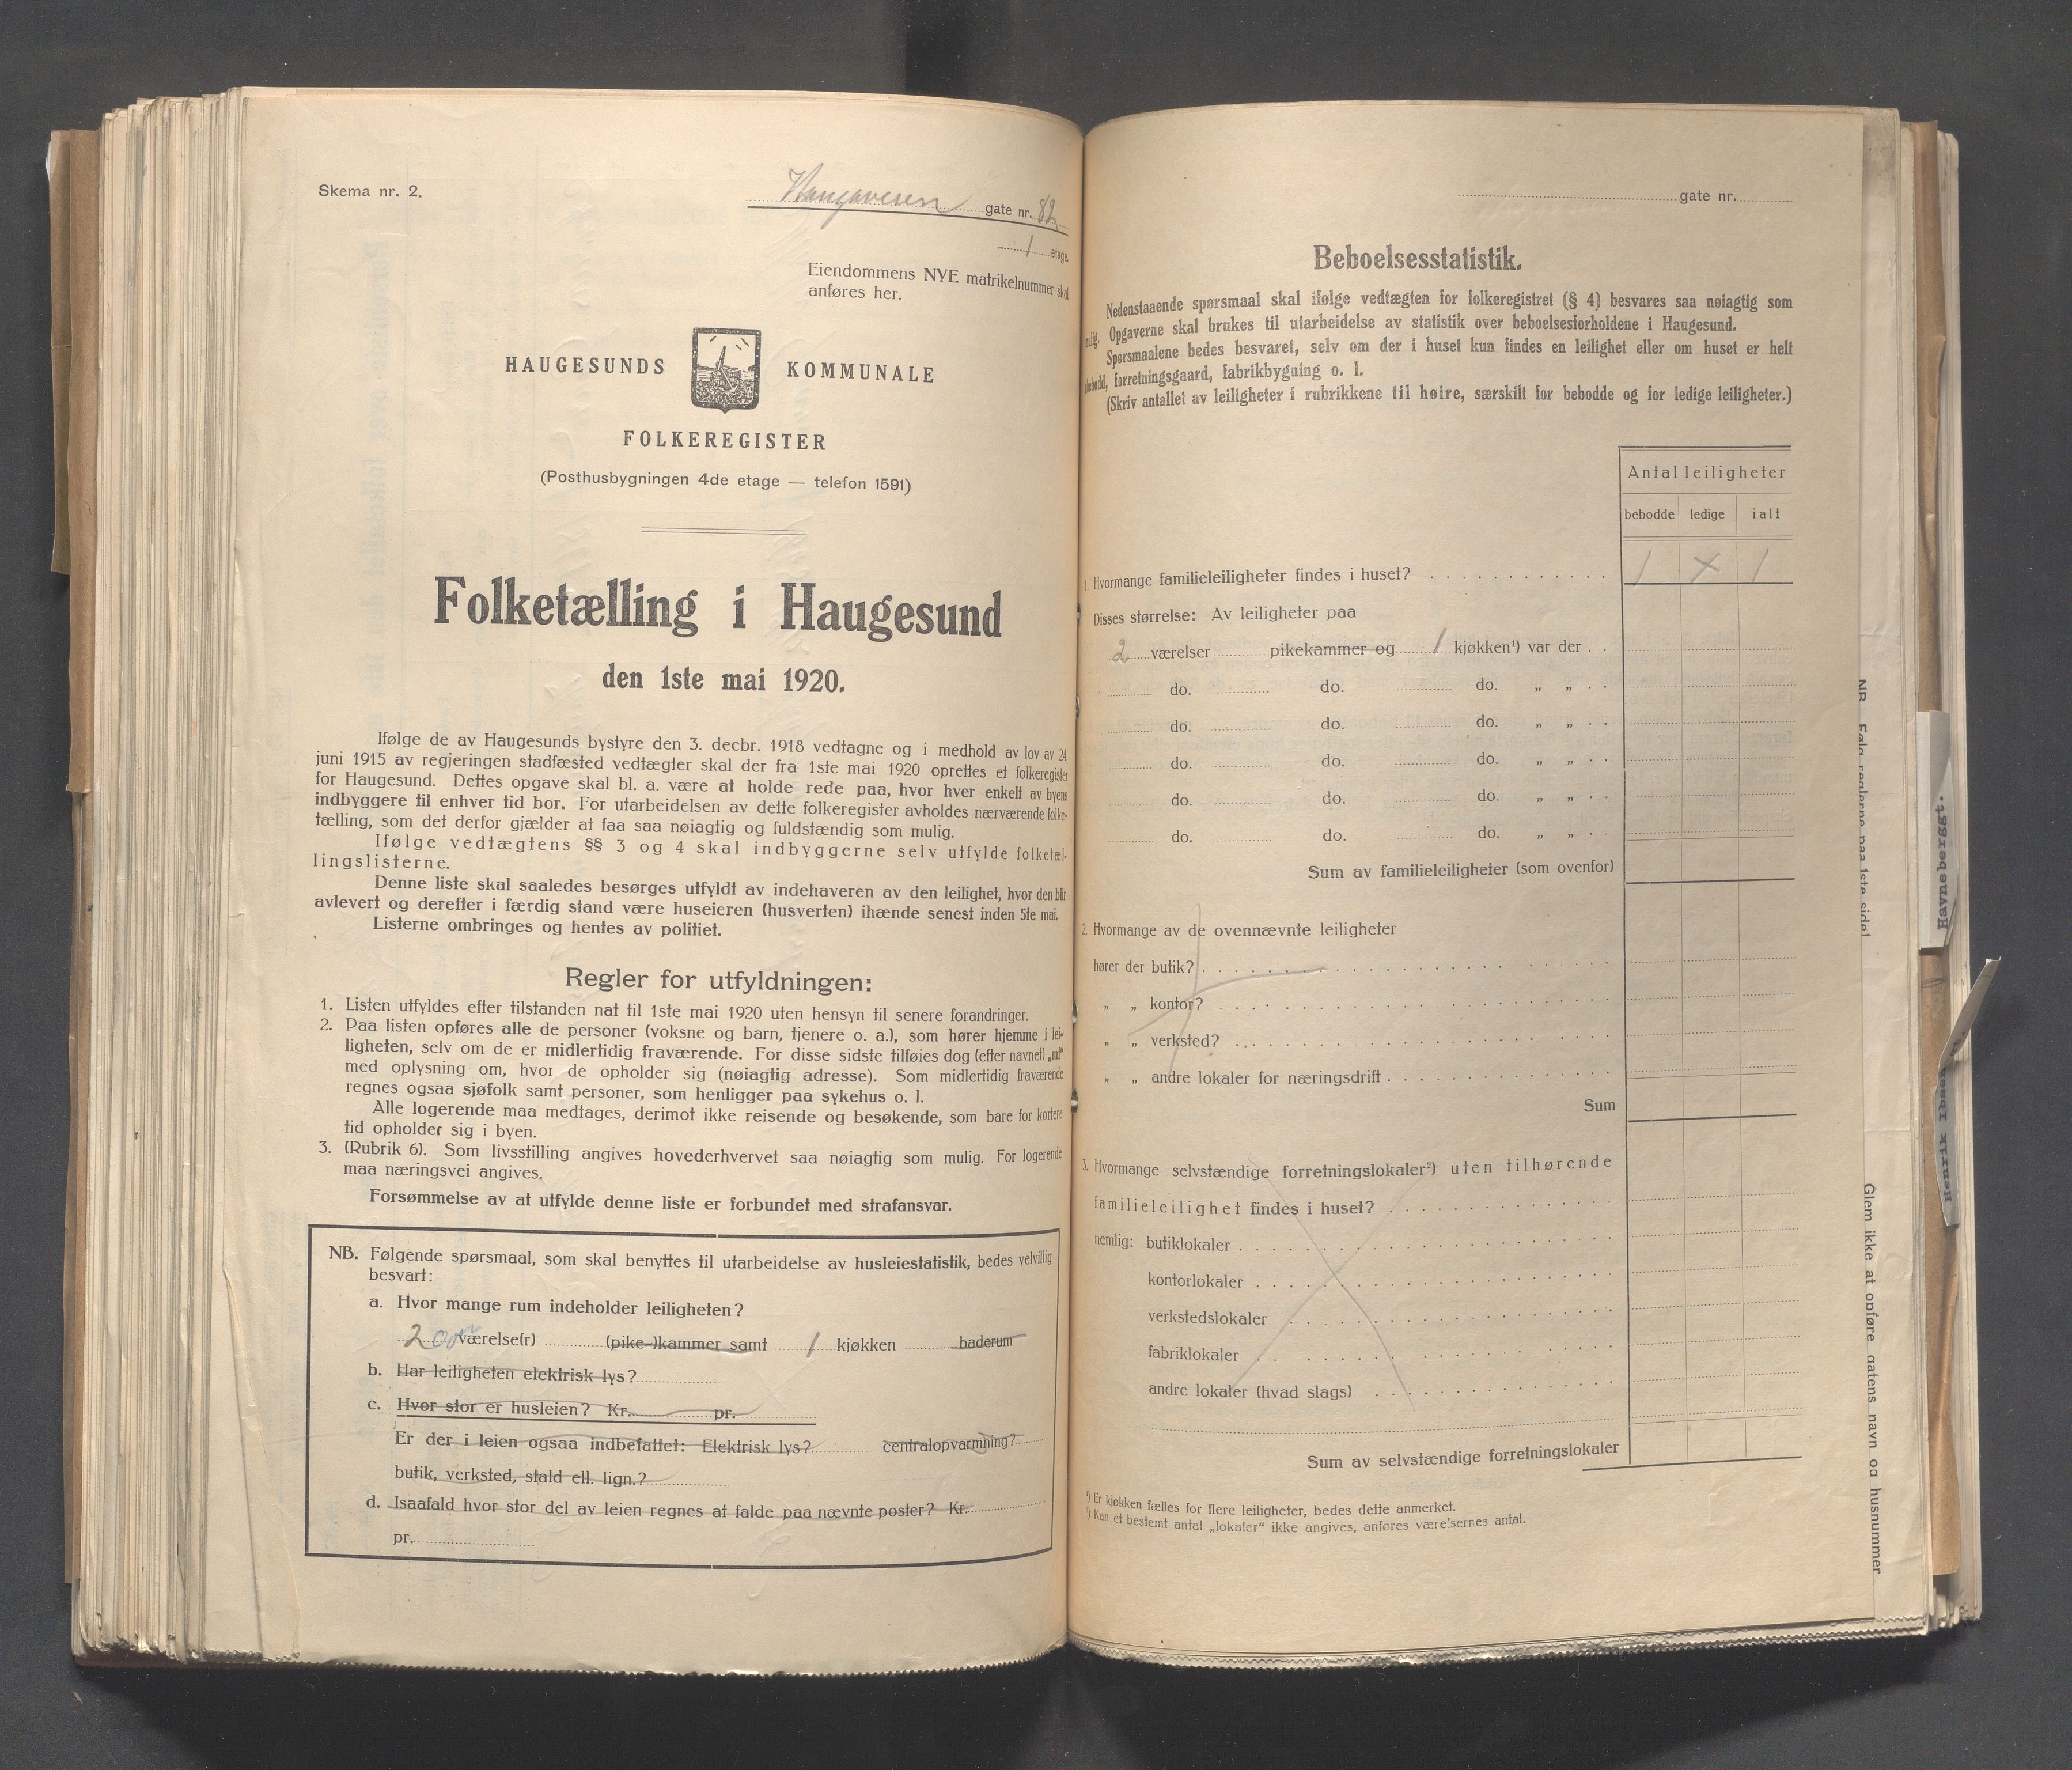 Skema nr. 2.
Haugaveien gate nr. 82
1 etage.
Eiendommens NYE matrikelnummer skal
anføres her.
HAUGESUNDS KOMMUNALE
FOLKEREGISTER
(Posthusbygningen 4de etage — telefon 1591)
Folketælling i Haugesund
den 1ste mai 1920.
Ifølge de av Haugesunds bystyre den 3. decbr. 1918 vedtagne og i medhold av lov av 24.
juni 1915 av regjeringen stadfæsted vedtægter skal der fra 1ste mai 1920 oprettes et folkeregister
for Haugesund. Dettes opgave skal bl. a. være at holde rede paa, hvor hver enkelt av byens
indbyggere til enhver tid bor. For utarbeidelsen av dette folkeregister avholdes nærværende folke-
tælling, som det derfor gjælder at faa saa nøiagtig og fuldstændig som mulig.
Ifølge vedtægtens §§ 3 og 4 skal indbyggerne selv utfylde folketæl-
lingslisterne.
Denne liste skal saaledes besørges utfyldt av indehaveren av den leilighet, hvor den blir
avlevert og derefter i færdig stand være huseieren (husverten) ihænde senest inden 5te mai.
Listerne ombringes og hentes av politiet.
Regler for utfyldningen:
1. Listen utfyldes efter tilstanden nat til 1ste mai 1920 uten hensyn til senere forandringer.
2. Paa listen opføres alle de personer (voksne og barn, tjenere o. a.), som hører hjemme i lei-
ligheten, selv om de er midlertidig fraværende. For disse sidste tilføies dog (efter navnet) „mf“
med oplysning om, hvor de opholder sig (nøiagtig adresse). Som midlertidig fraværende
regnes ogsaa sjøfolk samt personer, som henligger paa sykehus o. l.
Alle logerende maa medtages, derimot ikke reisende og besøkende, som bare for kortere
tid opholder sig i byen.
3. (Rubrik 6). Som livsstilling angives hovederhvervet saa nøiagtig som mulig. For logerende
maa næringsvei angives.
Forsømmelse av at utfylde denne liste er forbundet med strafansvar.
NB. Følgende spørsmaal, som skal benyttes til utarbeidelse av husleiestatistik, bedes velvillig
besvart:
a. Hvor mange rum indeholder leiligheten?
2 værelse(r) (pike-)kammer samt 1 kjøkken baderum
b. Har leiligheten elektrisk lys?
c. Hvor stor er husleien? Kr. pr.
Er der i leien ogsaa indbefattet: Elektrisk lys? centralopvarmning?
butik, verksted, stald ell. lign.?
d. Isaafald hvor stor del av leien regnes at falde paa nævnte poster? Kr.
pr.
gate nr.
Beboelsesstatistik.
Nedenstaaende spørsmaal skal ifølge vedtægten for folkeregistret (§ 4) besvares saa nøiagtig som
mulig. Opgaverne skal brukes til utarbeidelse av statistik over beboelsesforholdene i Haugesund.
Spørsmaalene bedes besvaret, selv om der i huset kun findes en leilighet eller om huset er helt
forretningsgaard, fabrikbygning o. l.
(Skriv antallet av leiligheter i rubrikkene til høire, særskilt for bebodde og for ledige leiligheter.)
Antal leiligheter
bebodde ledige ialt
1. Hvormange familieleiligheter findes i huset? 1 X 1
Disses størrelse: Av leiligheter paa
2 værelser pikekammer og 1 kjøkken¹) var der
do. do. do. „ „
do. do. do. „ „
do. do. do. „ „
do. do. do. „ „
do. do. do. „ „
Sum av familieleiligheter (som ovenfor)
2. Hvormange av de ovennævnte leiligheter
hører der butik?
„ „ kontor?
„ „ verksted?
„ „ andre lokaler for næringsdrift
Sum
3. Hvormange selvstændige forretningslokaler²) uten tilhørende
familieleilighet findes i huset?
nemlig: butiklokaler
kontorlokaler
verkstedslokaler
fabriklokaler
andre lokaler (hvad slags)
Sum av selvstændige forretningslokaler
¹) Er kjøkken fælles for flere leiligheter, bedes dette anmerket.
²) Kan et bestemt antal „lokaler“ ikke angives, anføres værelsernes antal.
NB. Følg reglerne paa 1ste side!
Glem ikke at opføre gatens navn og husnummer
Havneberggt.
Henrik Ibsen